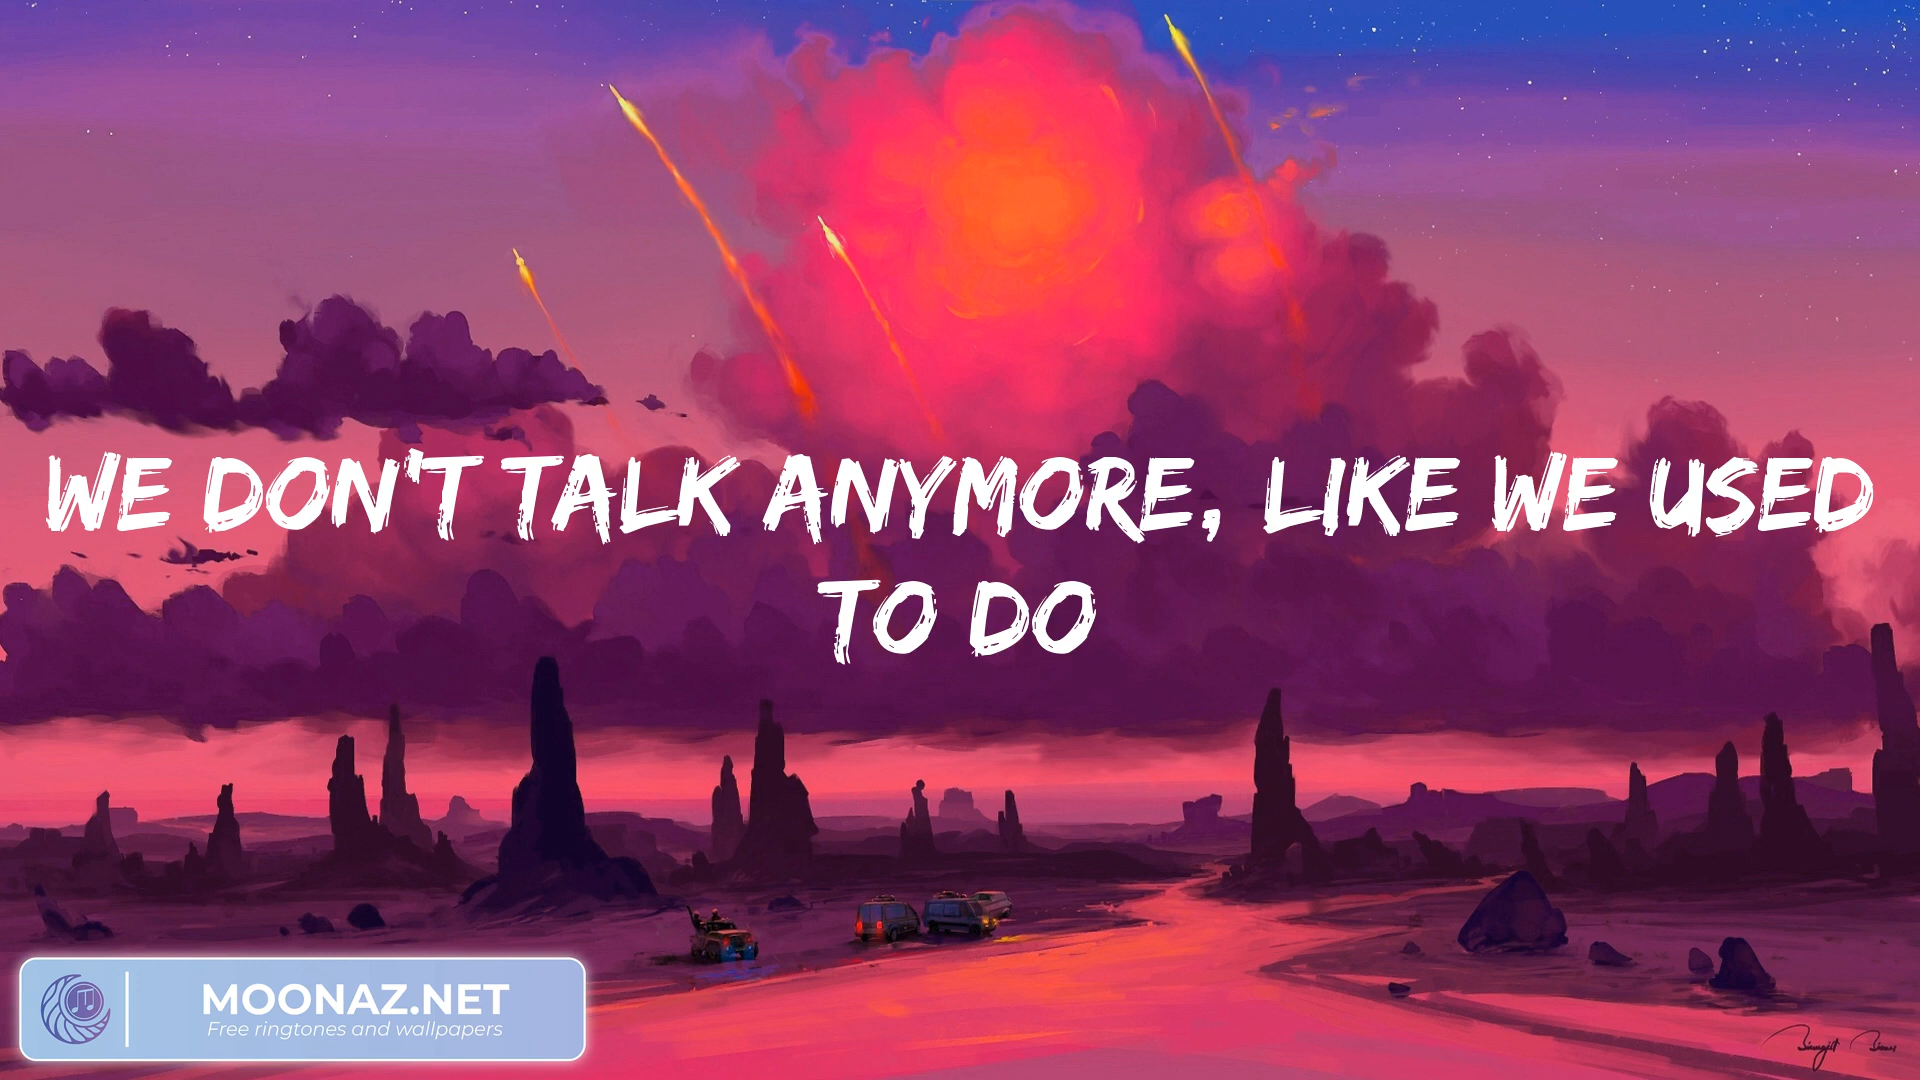 WE DON'T TALK ANYMORE, LIKE WE USED
TO DO
MOONAZ.NET
Free ringtones and wallpapers